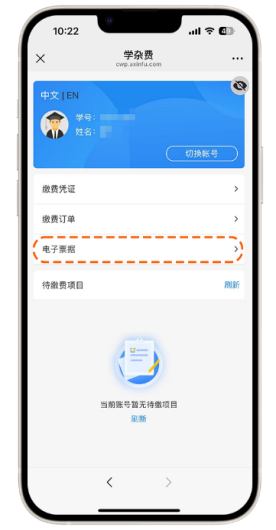 10:22
学杂费
cwp.axinfu.com
中文 | EN
学号：
姓名：
切换帐号
缴费凭证
缴费订单
电子票据
待缴费项目
刷新
当前账号暂无待缴项目
刷新